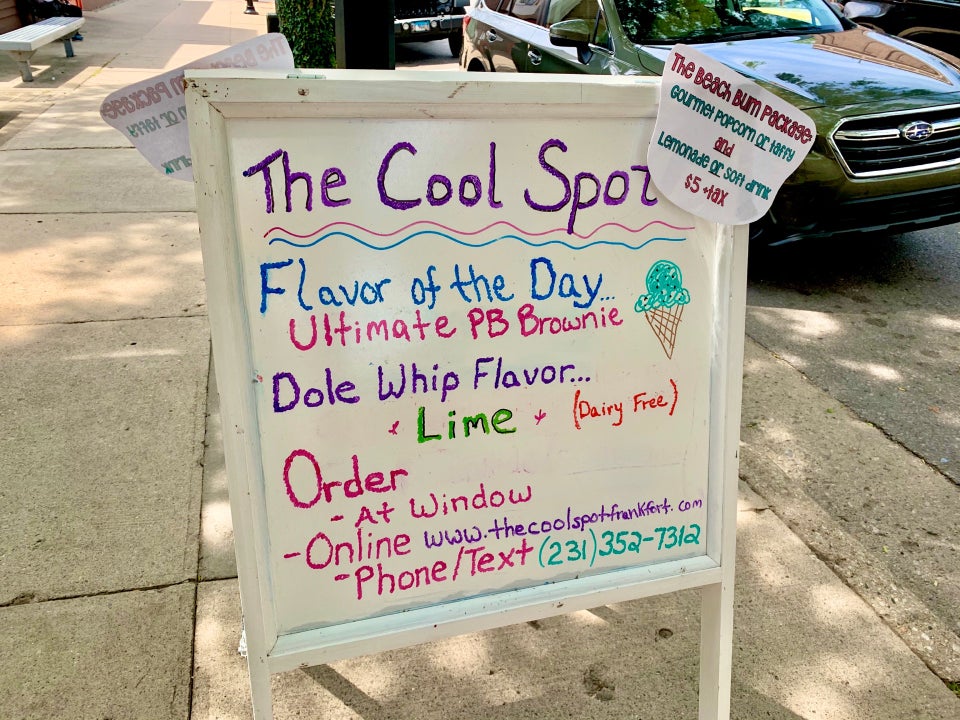 The Cool Spot
Flavor of the Day...
Ultimate PB Brownie
Dole Whip Flavor...
* Lime *
(Dairy Free)
Order
- At Window
- Online www.thecoolspotfrankfort.com
- Phone/Text (231)352-7312
The Beach Bum Package
Gourmet popcorn or taffy
and
Lemonade or soft drink
$5 +tax